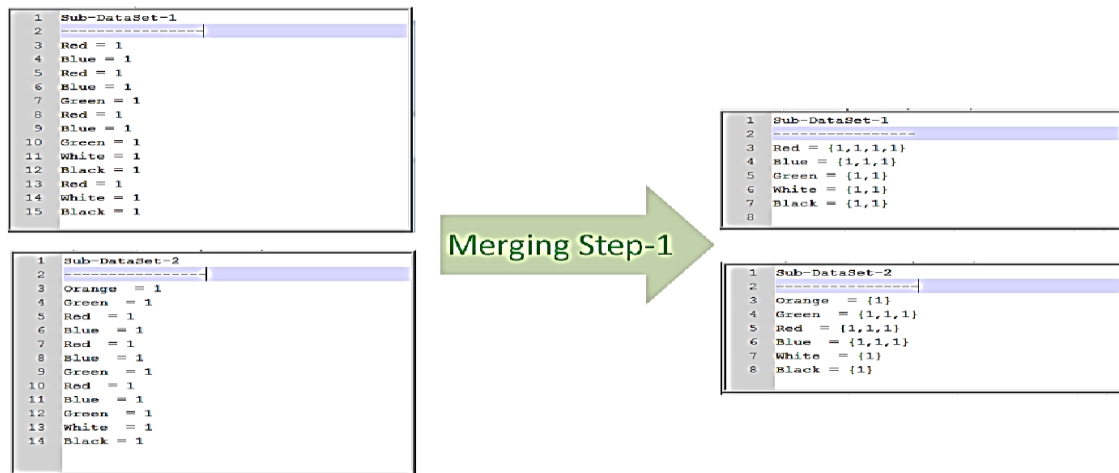 1 Sub-DataSet-1
2 -----------------
3 Red = 1
4 Blue = 1
5 Red = 1
6 Blue = 1
7 Green = 1
8 Red = 1
9 Blue = 1
10 Green = 1
11 White = 1
12 Black = 1
13 Red = 1
14 White = 1
15 Black = 1
1 Sub-DataSet-2
2 -----------------
3 Orange = 1
4 Green = 1
5 Red = 1
6 Blue = 1
7 Red = 1
8 Blue = 1
9 Green = 1
10 Red = 1
11 Blue = 1
12 Green = 1
13 White = 1
14 Black = 1
Merging Step-1
1 Sub-DataSet-1
2 -----------------
3 Red = {1,1,1,1}
4 Blue = {1,1,1}
5 Green = {1,1}
6 White = {1,1}
7 Black = {1,1}
8
1 Sub-DataSet-2
2 -----------------
3 Orange = {1}
4 Green = {1,1,1}
5 Red = {1,1,1}
6 Blue = {1,1,1}
7 White = {1}
8 Black = {1}